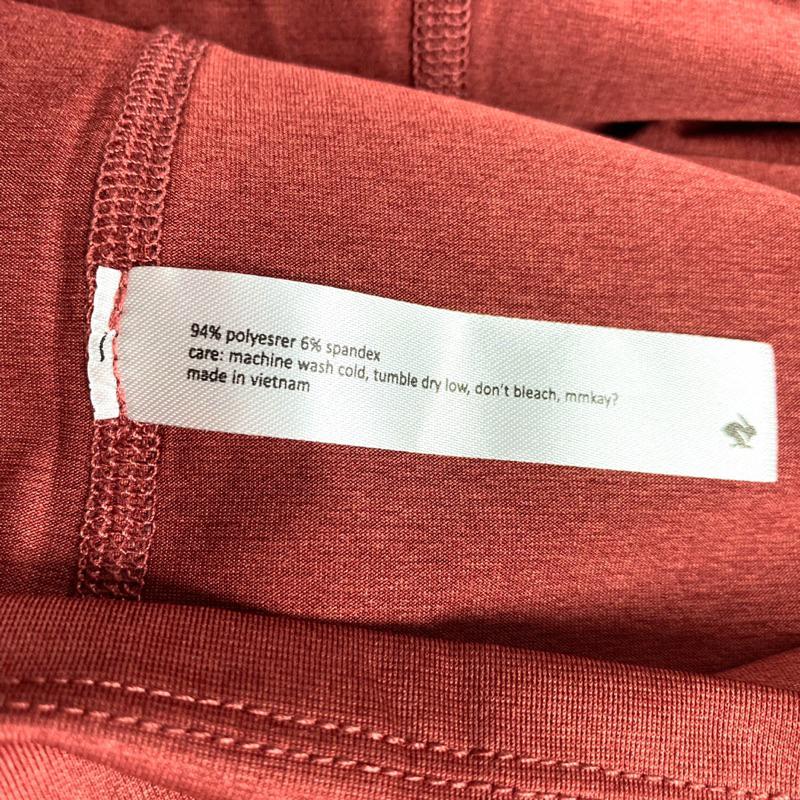 94% polyesrer 6% spandex
care: machine wash cold, tumble dry low, don't bleach, mmkay?
made in vietnam